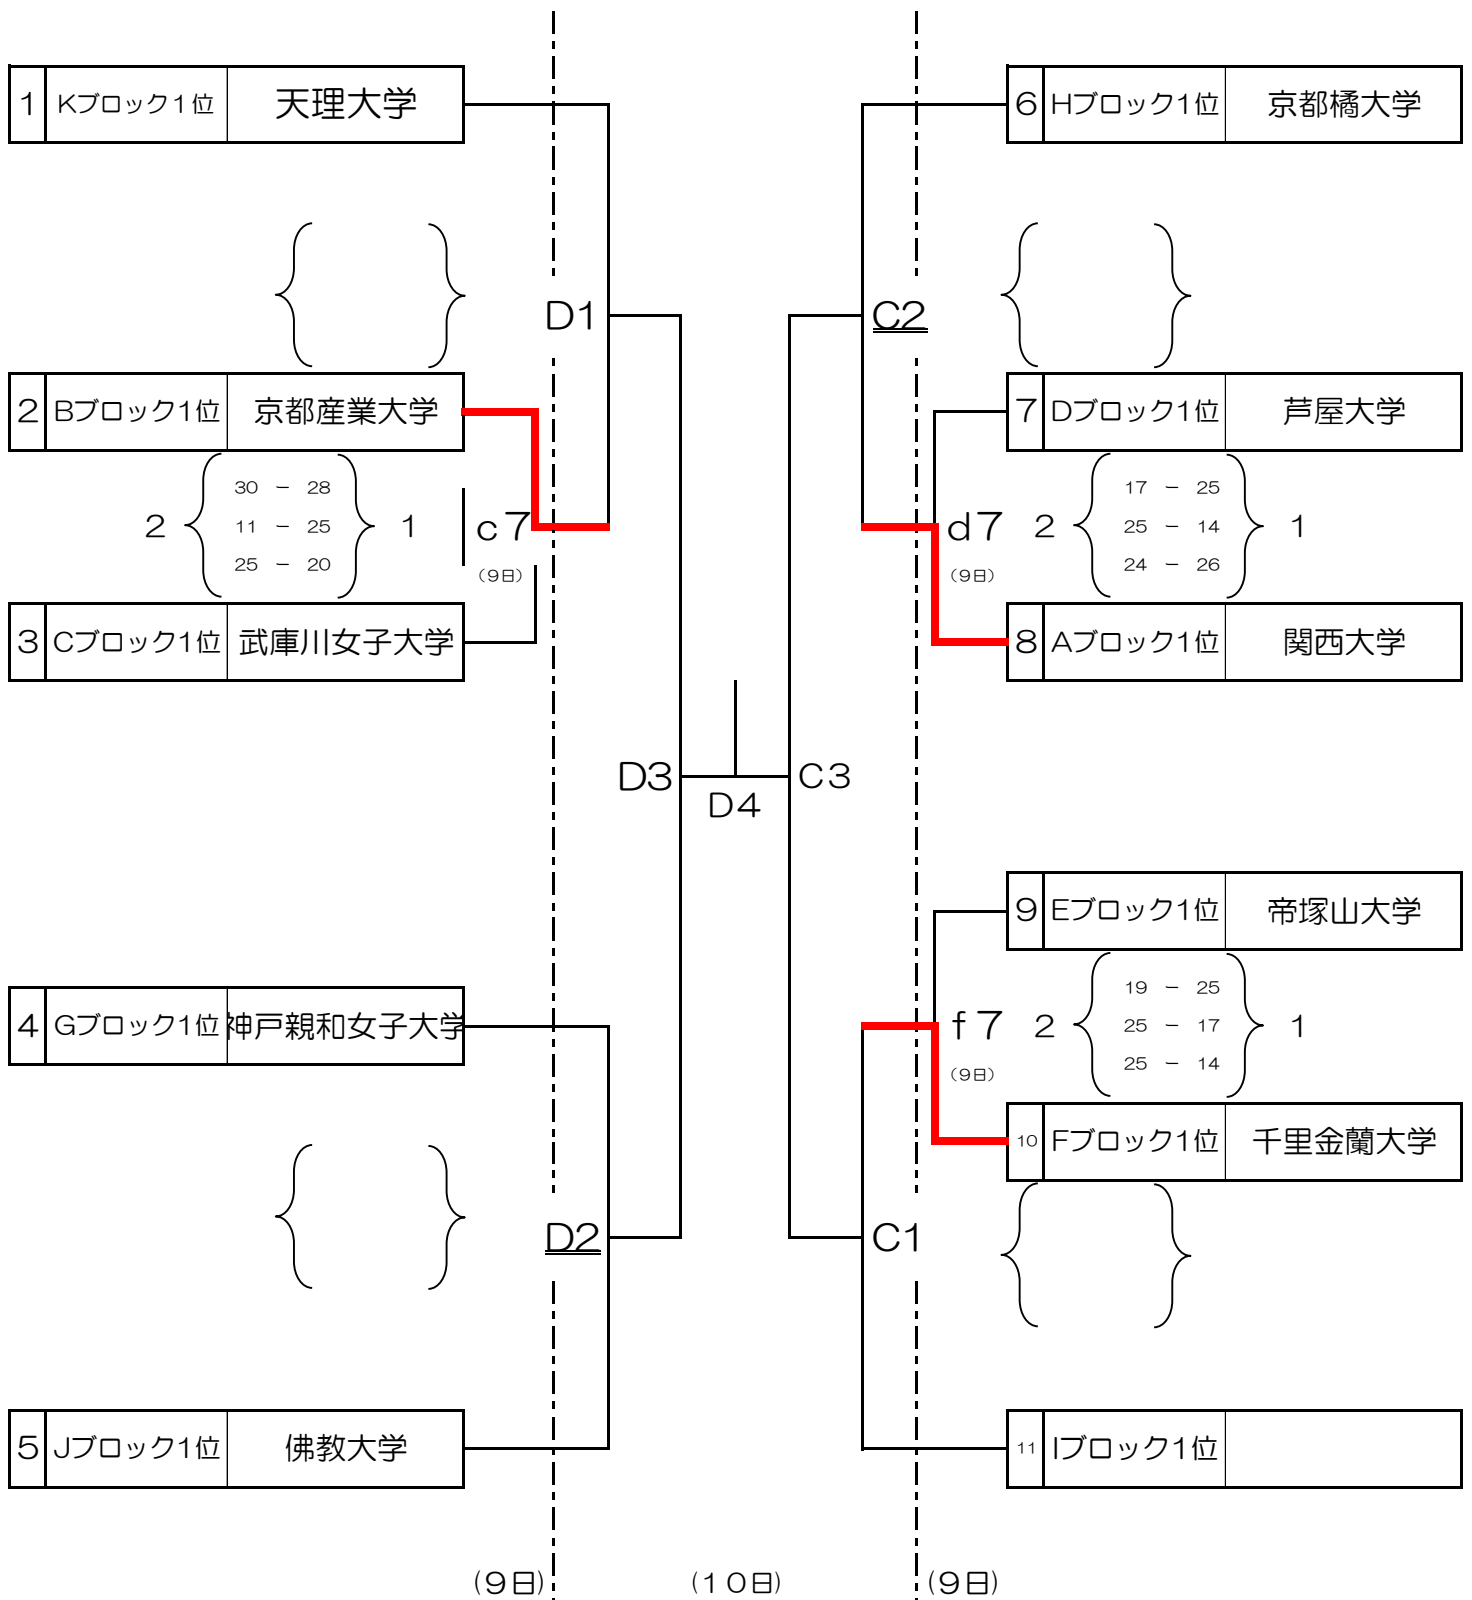 1 Kブロック1位 天理大学
6 Hブロック1位 京都橘大学
D1
C2
2 Bブロック1位 京都産業大学
7 Dブロック1位 芦屋大学
30 － 28
2 11 － 25 1
25 － 20
c7
(9日)
17 － 25
d7 2 25 － 14 1
(9日)
24 － 26
3 Cブロック1位 武庫川女子大学
8 Aブロック1位 関西大学
D3
C3
D4
9 Eブロック1位 帝塚山大学
4 Gブロック1位 神戸親和女子大学
19 － 25
f7 2 25 － 17 1
(9日)
25 － 14
10 Fブロック1位 千里金蘭大学
D2
C1
5 Jブロック1位 佛教大学
11 Iブロック1位
(9日)
(10日)
(9日)